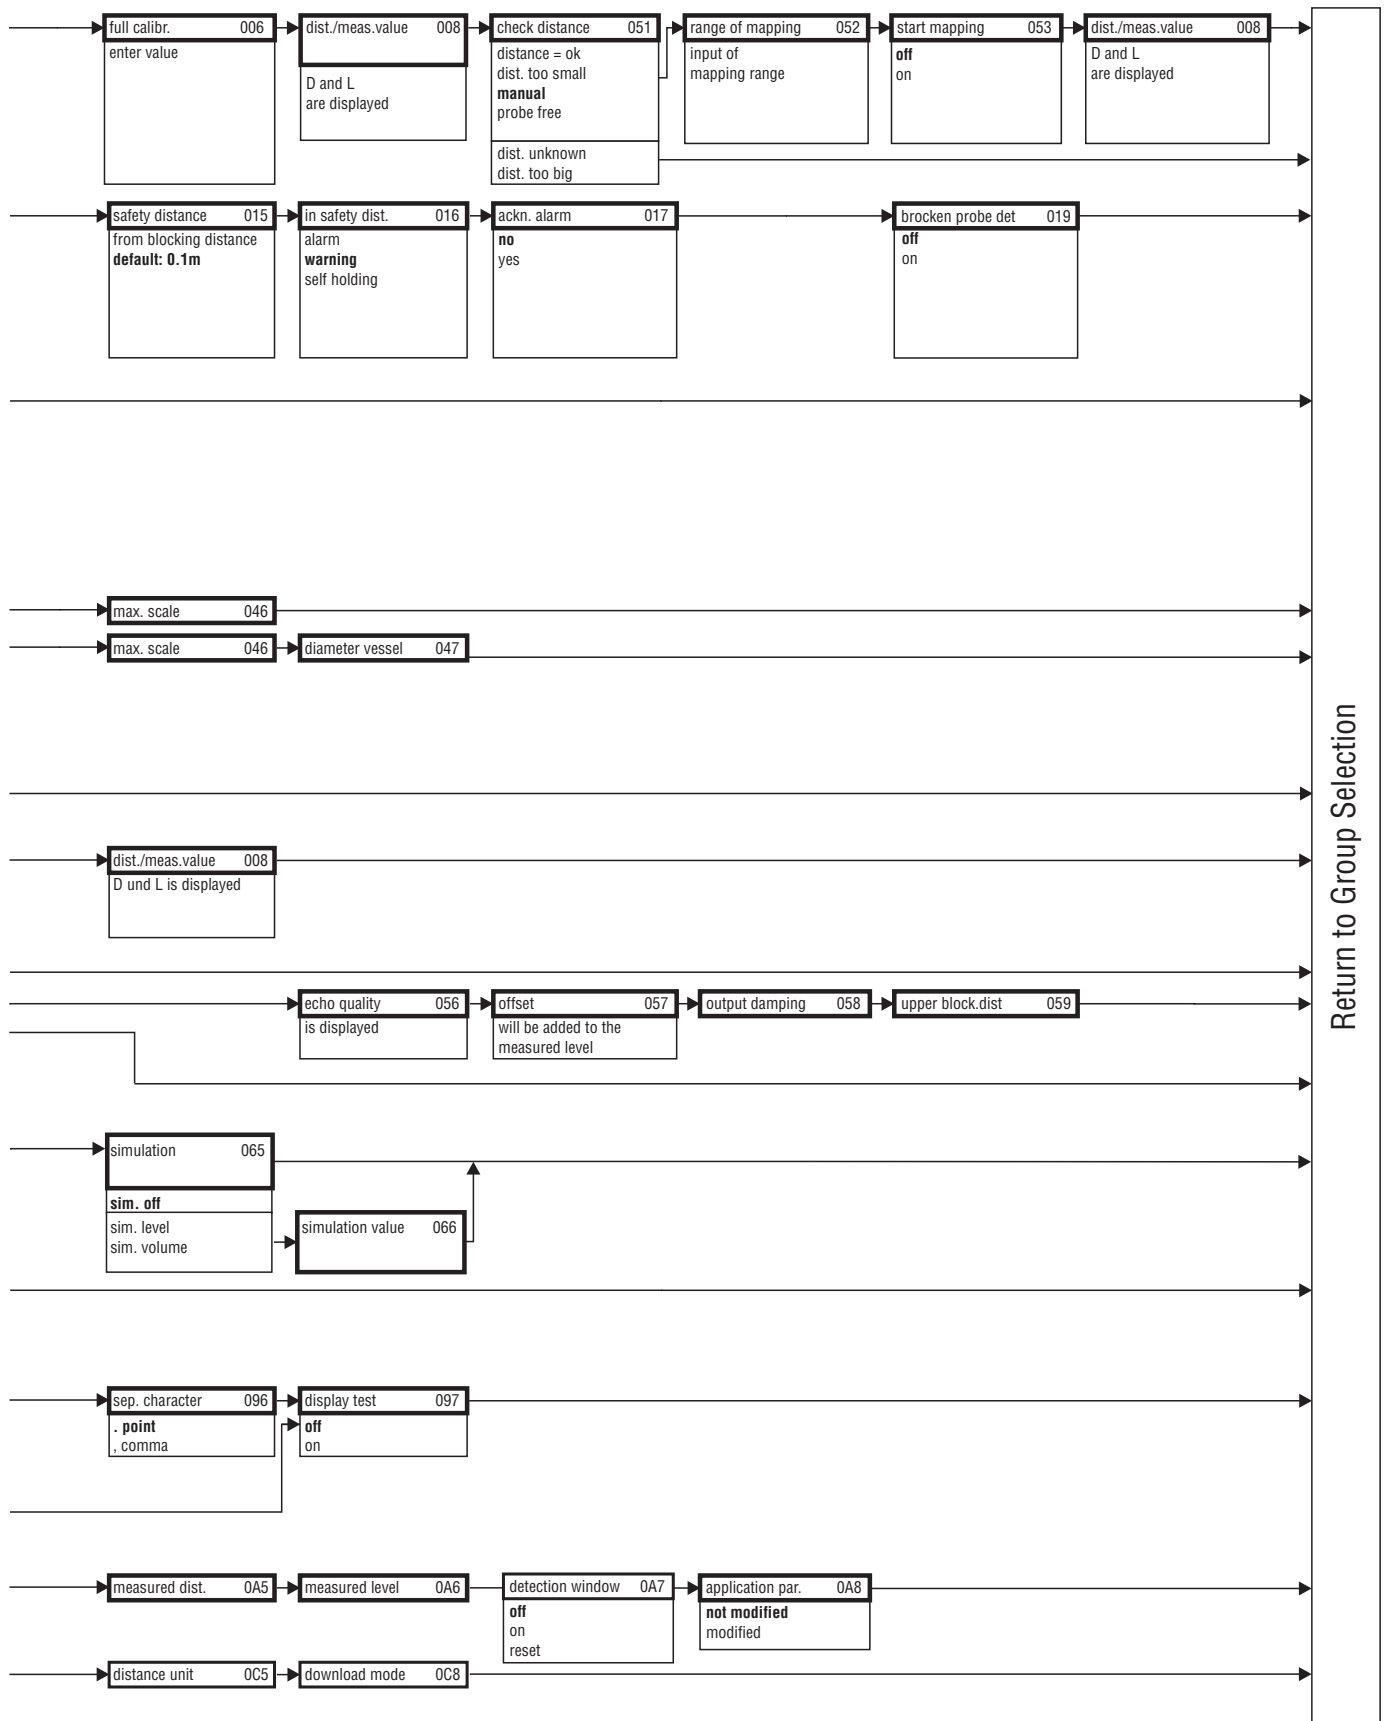 full calibr. 006
enter value
dist./meas.value 008
D and L
are displayed
check distance 051
distance = ok
dist. too small
manual
probe free
dist. unknown
dist. too big
range of mapping 052
input of
mapping range
start mapping 053
off
on
dist./meas.value 008
D and L
are displayed
safety distance 015
from blocking distance
default: 0.1m
in safety dist. 016
alarm
warning
self holding
ackn. alarm 017
no
yes
brocken probe det 019
off
on
max. scale 046
max. scale 046
diameter vessel 047
dist./meas.value 008
D und L is displayed
echo quality 056
is displayed
offset 057
will be added to the
measured level
output damping 058
upper block.dist 059
simulation 065
sim. off
sim. level
sim. volume
simulation value 066
sep. character 096
. point
, comma
display test 097
off
on
measured dist. 0A5
measured level 0A6
detection window 0A7
off
on
reset
application par. 0A8
not modified
modified
distance unit 0C5
download mode 0C8
Return to Group Selection